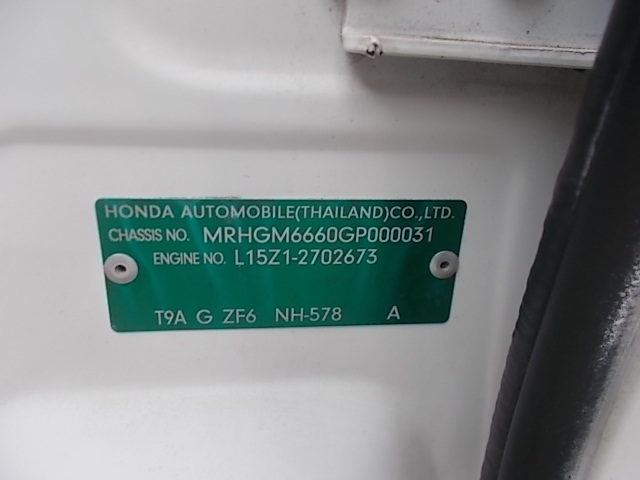 HONDA AUTOMOBILE(THAILAND)CO.,LTD.
CHASSIS NO. MRHGM6660GP000031
ENGINE NO. L15Z1-2702673
T9A G ZF6 NH-578 A